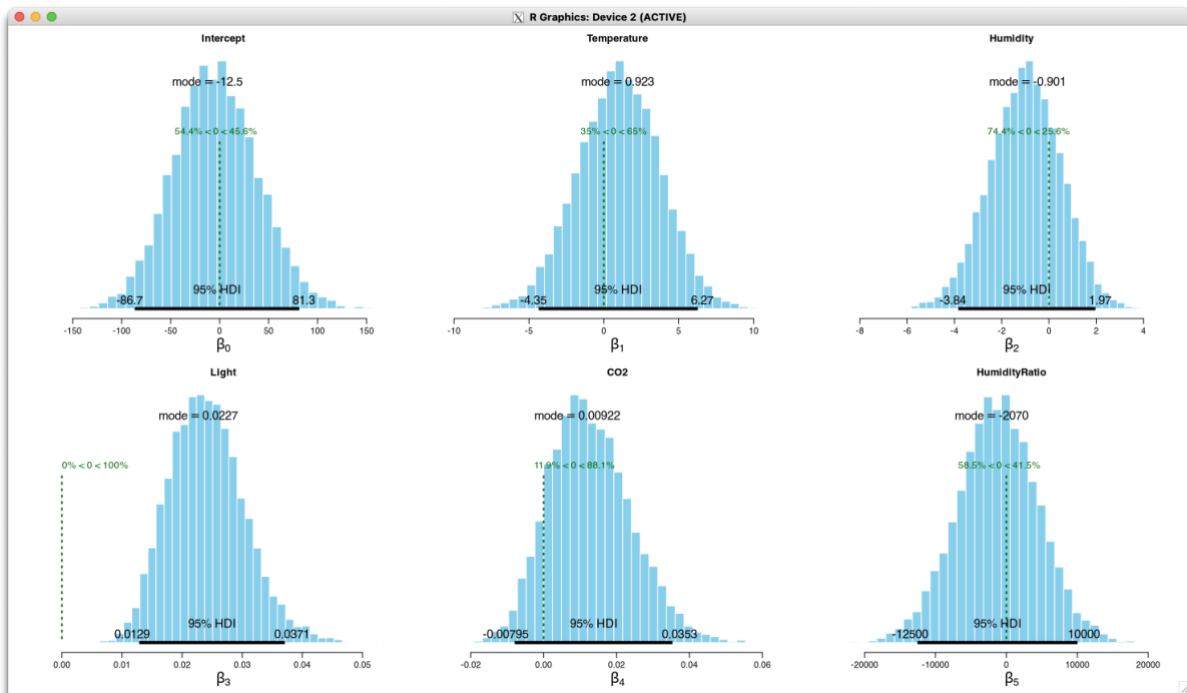 R Graphics: Device 2 (ACTIVE)
Intercept
mode = -12.5
54.4% < 0 < 45.6%
95% HDI
-86.7 81.3
-150 -100 -50 0 50 100 150
β0
Temperature
mode = 0.923
35% < 0 < 65%
95% HDI
-4.35 6.27
-10 -5 0 5 10
β1
Humidity
mode = -0.901
74.4% < 0 < 25.6%
95% HDI
-3.84 1.97
-8 -6 -4 -2 0 2 4
β2
Light
mode = 0.0227
0% < 0 < 100%
95% HDI
0.0129 0.0371
0.00 0.01 0.02 0.03 0.04 0.05
β3
CO2
mode = 0.00922
11.9% < 0 < 88.1%
95% HDI
-0.00795 0.0353
-0.02 0.00 0.02 0.04 0.06
β4
HumidityRatio
mode = -2070
58.5% < 0 < 41.5%
95% HDI
-12500 10000
-20000 -10000 0 10000 20000
β5